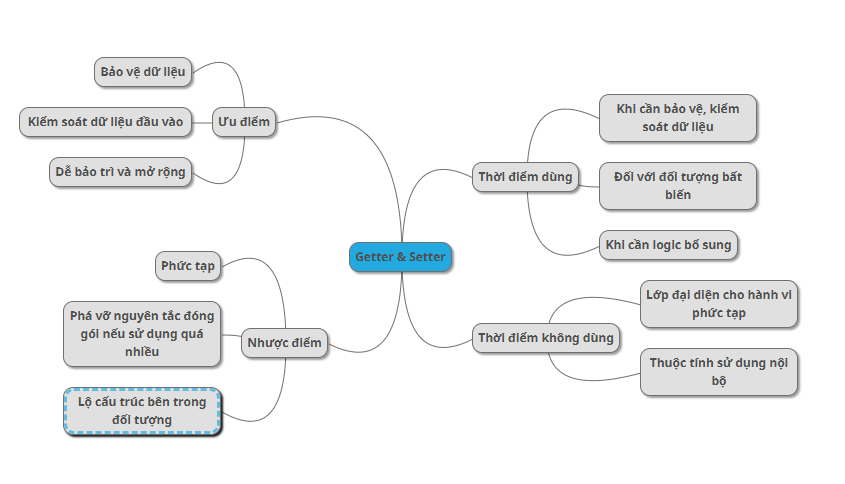 Getter & Setter
Ưu điểm
Bảo vệ dữ liệu
Kiểm soát dữ liệu đầu vào
Dễ bảo trì và mở rộng
Nhược điểm
Phức tạp
Phá vỡ nguyên tắc đóng
gói nếu sử dụng quá
nhiều
Lộ cấu trúc bên trong
đối tượng
Thời điểm dùng
Khi cần bảo vệ, kiểm
soát dữ liệu
Đối với đối tượng bất
biến
Khi cần logic bổ sung
Thời điểm không dùng
Lớp đại diện cho hành vi
phức tạp
Thuộc tính sử dụng nội
bộ